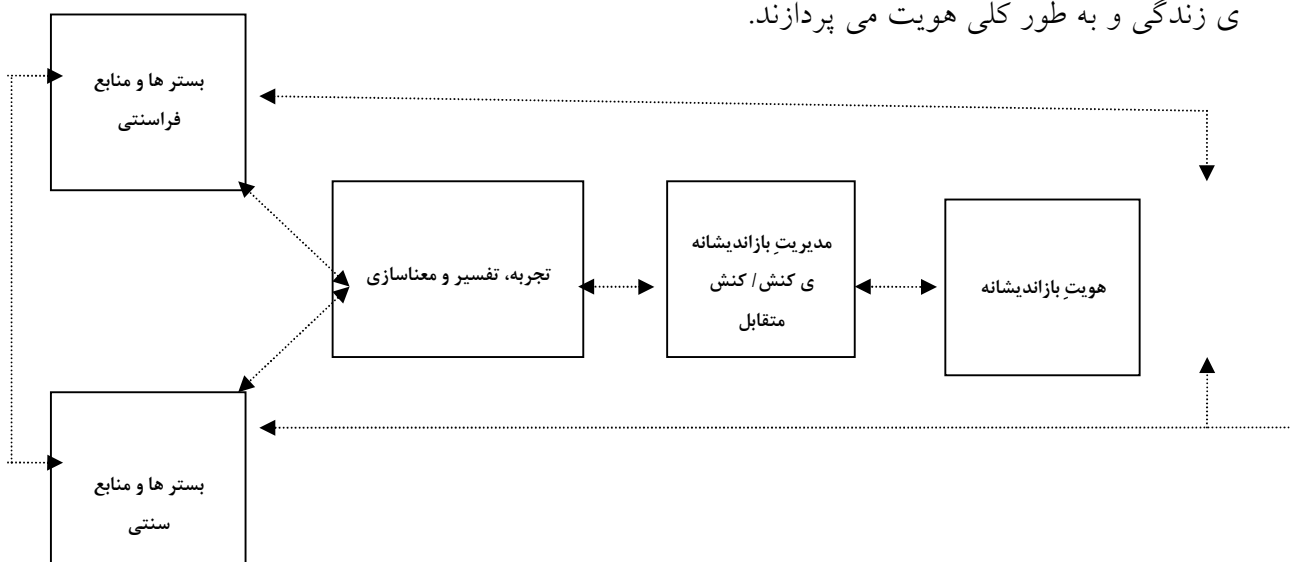 ی زندگی و به طور کلی هویت می پردازند.
بستر ها و منابع
فراسنتی
تجربه، تفسیر و معناسازی
مدیریتِ بازاندیشانه
ی کنش/ کنش
متقابل
هویتِ بازاندیشانه
بستر ها و منابع
سنتی